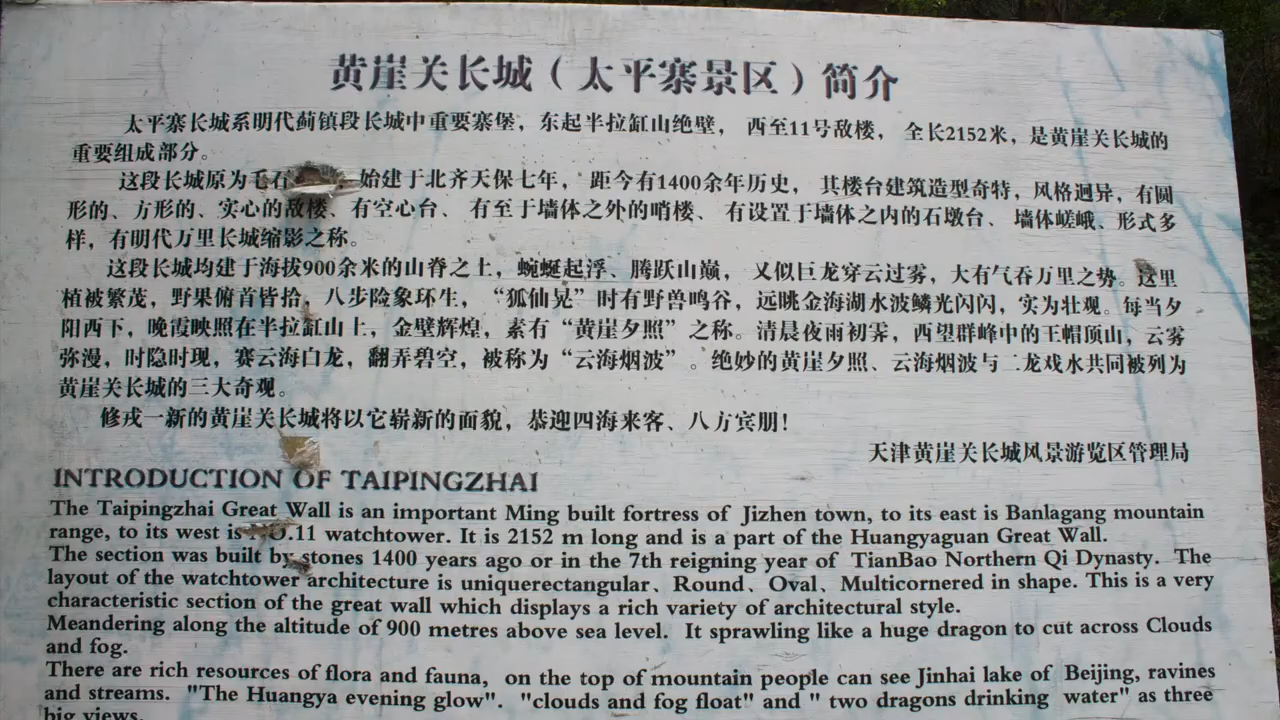 黄崖关长城（太平寨景区）简介
太平寨长城系明代蓟镇段长城中重要寨堡，东起半拉缸山绝壁， 西至11号敌楼， 全长2152米，是黄崖关长城的
重要组成部分。
这段长城原为毛石 始建于北齐天保七年， 距今有1400余年历史， 其楼台建筑造型奇特，风格迥异，有圆
形的、方形的、实心的敌楼、有空心台、 有至于墙体之外的哨楼、 有设置于墙体之内的石墩台、 墙体嵯峨、形式多
样，有明代万里长城缩影之称。
这段长城均建于海拔900余米的山脊之上，蜿蜒起浮、腾跃山巅， 又似巨龙穿云过雾，大有气吞万里之势。这里
植被繁茂，野果俯首皆拾，八步险象环生，“狐仙晃”时有野兽鸣谷，远眺金海湖水波鳞光闪闪，实为壮观。每当夕
阳西下，晚霞映照在半拉缸山上，金壁辉煌，素有“黄崖夕照”之称。清晨夜雨初霁，西望群峰中的王帽顶山，云雾
弥漫，时隐时现，赛云海白龙，翻弄碧空，被称为“云海烟波”。绝妙的黄崖夕照、云海烟波与二龙戏水共同被列为
黄崖关长城的三大奇观。
修戎一新的黄崖关长城将以它崭新的面貌，恭迎四海来客、八方宾朋！
天津黄崖关长城风景游览区管理局
INTRODUCTION OF TAIPINGZHAI
The Taipingzhai Great Wall is an important Ming built fortress of Jizhen town, to its east is Banlagang mountain
range, to its west is .11 watchtower. It is 2152 m long and is a part of the Huangyaguan Great Wall.
The section was built by stones 1400 years ago or in the 7th reigning year of TianBao Northern Qi Dynasty. The
layout of the watchtower architecture is uniquerectangular、Round、Oval、Multicornered in shape. This is a very
characteristic section of the great wall which displays a rich variety of architectural style.
Meandering along the altitude of 900 metres above sea level. It sprawling like a huge dragon to cut across Clouds
and fog.
There are rich resources of flora and fauna, on the top of mountain people can see Jinhai lake of Beijing, ravines
and streams. "The Huangya evening glow". "clouds and fog float" and " two dragons drinking water" as three
big views.